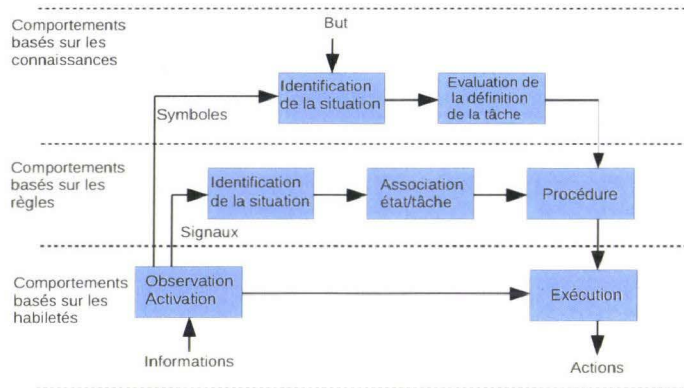 Comportements
basés sur les
connaissances
But
Identification
de la situation
Evaluation de
la définition
de la tâche
Symboles
Comportements
basés sur les
règles
Identification
de la situation
Association
état/tâche
Procédure
Signaux
Comportements
basés sur les
habiletés
Observation
Activation
Exécution
Informations
Actions